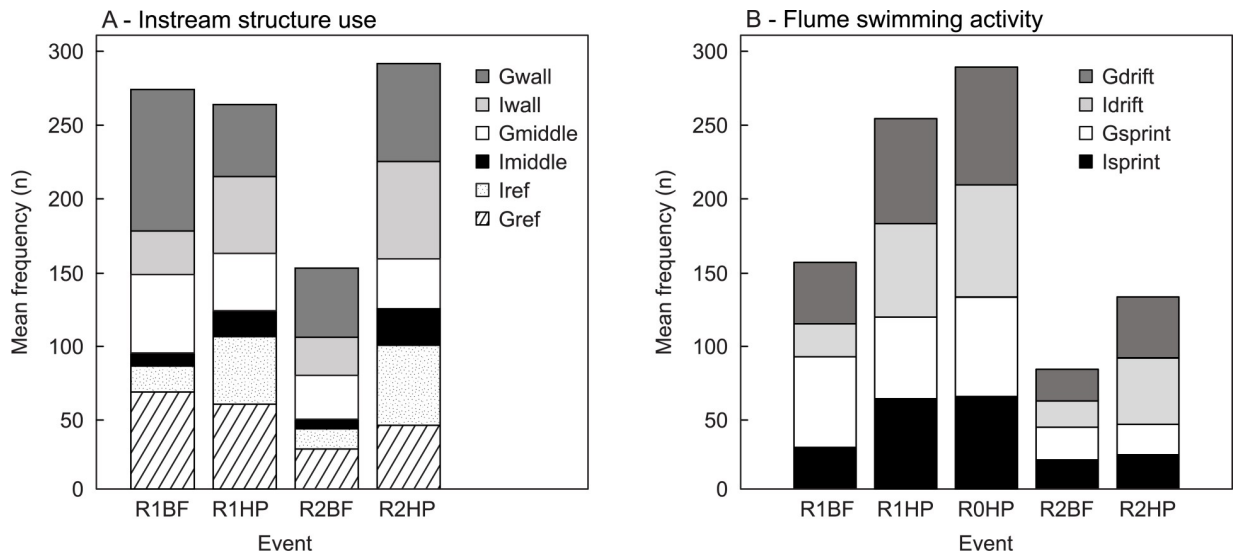 A - Instream structure use
300
250
200
150
100
50
0
Mean frequency (n)
Gwall
Iwall
Gmiddle
Imiddle
Iref
Gref
R1BF R1HP R2BF R2HP
Event
B - Flume swimming activity
300
250
200
150
100
50
0
Mean frequency (n)
Gdrift
Idrift
Gsprint
Isprint
R1BF R1HP R0HP R2BF R2HP
Event